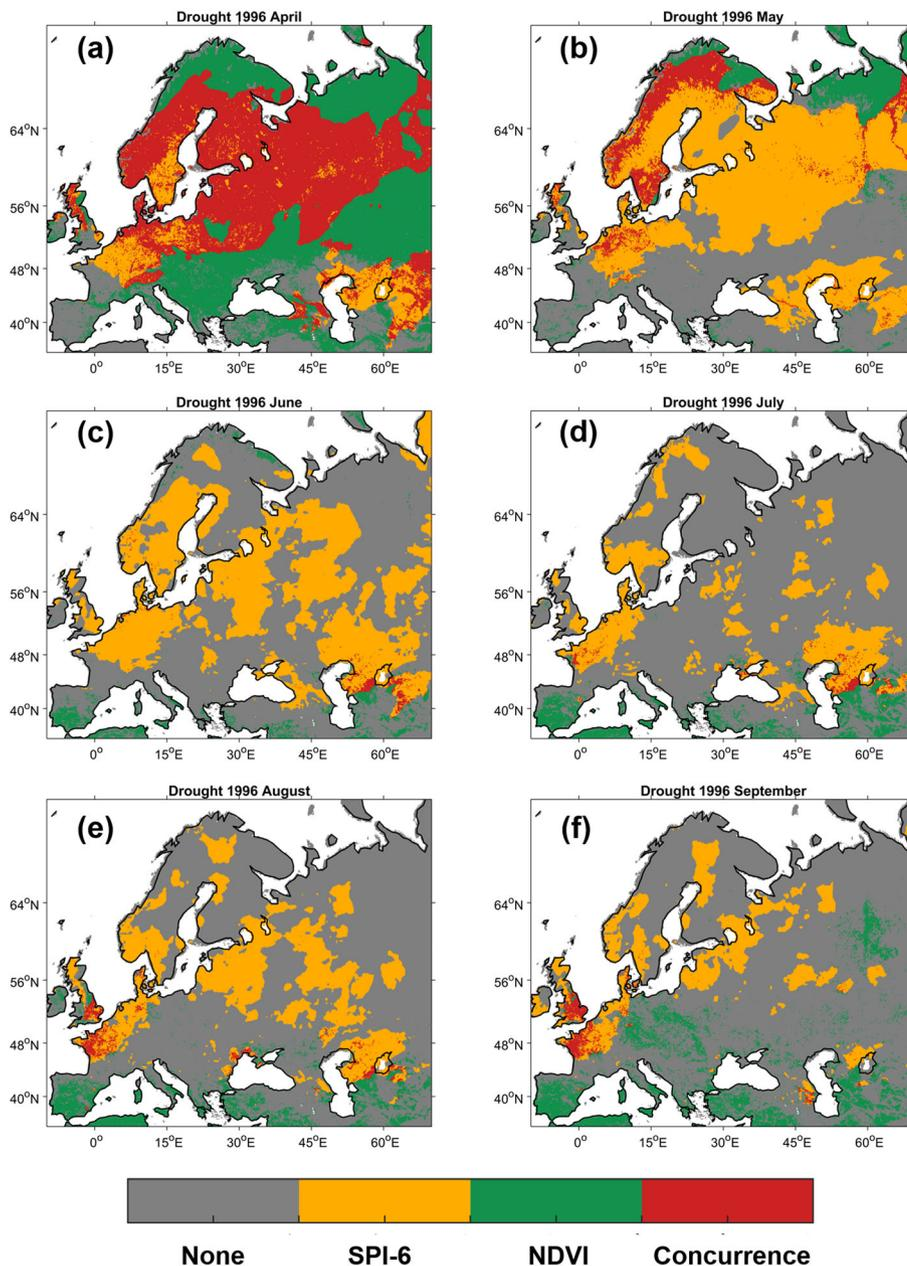 Drought 1996 April
Drought 1996 May
(a)
(b)
64°N
56°N
48°N
40°N
0° 15°E 30°E 45°E 60°E
64°N
56°N
48°N
40°N
0° 15°E 30°E 45°E 60°E
Drought 1996 June
Drought 1996 July
(c)
(d)
64°N
56°N
48°N
40°N
0° 15°E 30°E 45°E 60°E
64°N
56°N
48°N
40°N
0° 15°E 30°E 45°E 60°E
Drought 1996 August
Drought 1996 September
(e)
(f)
64°N
56°N
48°N
40°N
0° 15°E 30°E 45°E 60°E
64°N
56°N
48°N
40°N
0° 15°E 30°E 45°E 60°E
None SPI-6 NDVI Concurrence